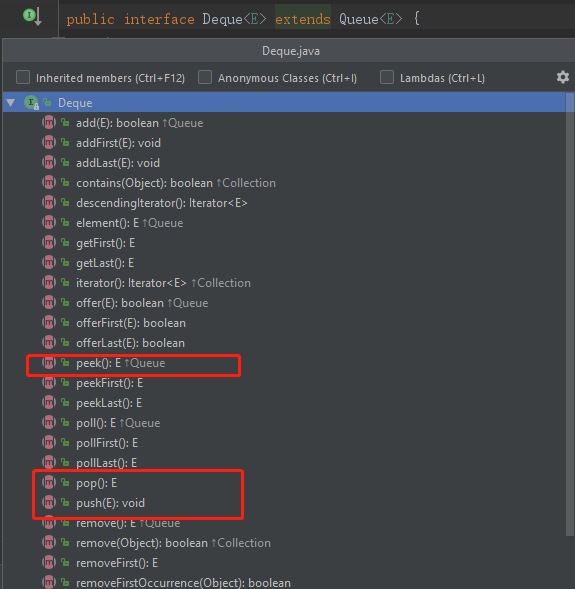 public interface Deque<E> extends Queue<E> {
Deque.java
Inherited members (Ctrl+F12) Anonymous Classes (Ctrl+I) Lambdas (Ctrl+L)
Deque
add(E): boolean ↑Queue
addFirst(E): void
addLast(E): void
contains(Object): boolean ↑Collection
descendingIterator(): Iterator<E>
element(): E ↑Queue
getFirst(): E
getLast(): E
iterator(): Iterator<E> ↑Collection
offer(E): boolean ↑Queue
offerFirst(E): boolean
offerLast(E): boolean
peek(): E ↑Queue
peekFirst(): E
peekLast(): E
poll(): E ↑Queue
pollFirst(): E
pollLast(): E
pop(): E
push(E): void
remove(): E ↑Queue
remove(Object): boolean ↑Collection
removeFirst(): E
removeFirstOccurrence(Object): boolean